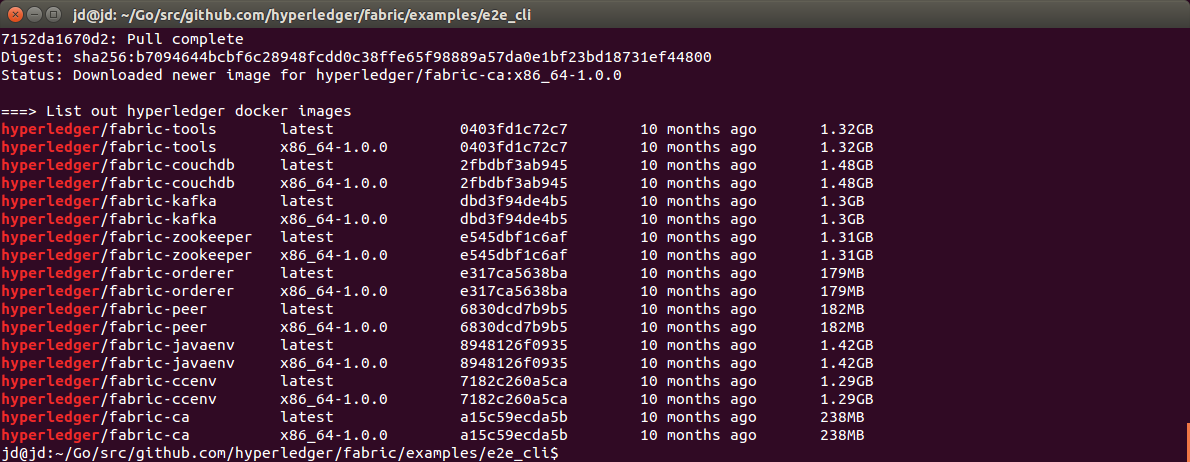 jd@jd: ~/Go/src/github.com/hyperledger/fabric/examples/e2e_cli
7152da1670d2: Pull complete
Digest: sha256:b7094644bcbf6c28948fcdd0c38ffe65f98889a57da0e1bf23bd18731ef44800
Status: Downloaded newer image for hyperledger/fabric-ca:x86_64-1.0.0

===> List out hyperledger docker images
hyperledger/fabric-tools       latest              0403fd1c72c7        10 months ago       1.32GB
hyperledger/fabric-tools       x86_64-1.0.0        0403fd1c72c7        10 months ago       1.32GB
hyperledger/fabric-couchdb     latest              2fbdbf3ab945        10 months ago       1.48GB
hyperledger/fabric-couchdb     x86_64-1.0.0        2fbdbf3ab945        10 months ago       1.48GB
hyperledger/fabric-kafka       latest              dbd3f94de4b5        10 months ago       1.3GB
hyperledger/fabric-kafka       x86_64-1.0.0        dbd3f94de4b5        10 months ago       1.3GB
hyperledger/fabric-zookeeper   latest              e545dbf1c6af        10 months ago       1.31GB
hyperledger/fabric-zookeeper   x86_64-1.0.0        e545dbf1c6af        10 months ago       1.31GB
hyperledger/fabric-orderer     latest              e317ca5638ba        10 months ago       179MB
hyperledger/fabric-orderer     x86_64-1.0.0        e317ca5638ba        10 months ago       179MB
hyperledger/fabric-peer        latest              6830dcd7b9b5        10 months ago       182MB
hyperledger/fabric-peer        x86_64-1.0.0        6830dcd7b9b5        10 months ago       182MB
hyperledger/fabric-javaenv     latest              8948126f0935        10 months ago       1.42GB
hyperledger/fabric-javaenv     x86_64-1.0.0        8948126f0935        10 months ago       1.42GB
hyperledger/fabric-ccenv       latest              7182c260a5ca        10 months ago       1.29GB
hyperledger/fabric-ccenv       x86_64-1.0.0        7182c260a5ca        10 months ago       1.29GB
hyperledger/fabric-ca          latest              a15c59ecda5b        10 months ago       238MB
hyperledger/fabric-ca          x86_64-1.0.0        a15c59ecda5b        10 months ago       238MB
jd@jd:~/Go/src/github.com/hyperledger/fabric/examples/e2e_cli$